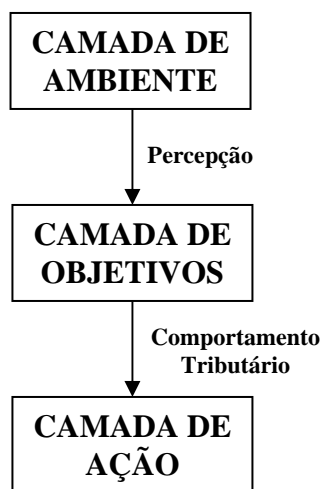 CAMADA DE
AMBIENTE
Percepção
CAMADA DE
OBJETIVOS
Comportamento
Tributário
CAMADA DE
AÇÃO